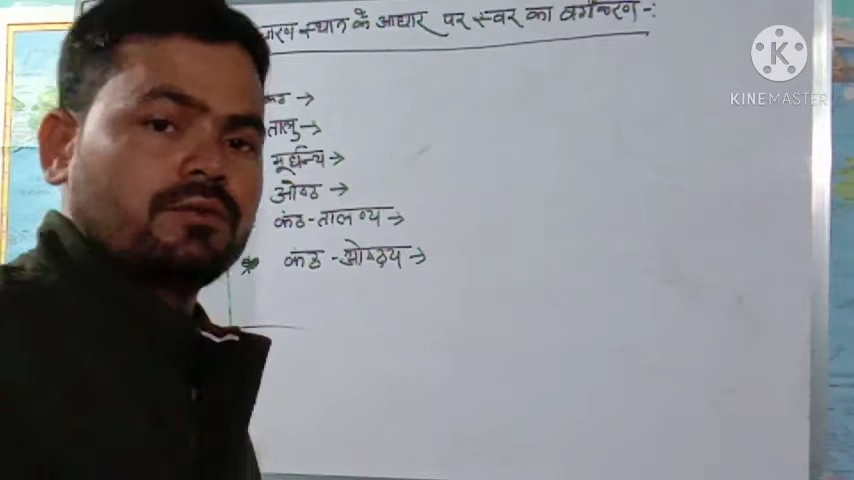 स्थान के आधार पर स्वर का वर्गीकरण -:
कंठ →
तालु →
मूर्धन्य →
ओष्ठ →
कंठ-तालव्य →
कंठ -ओष्ठ्य →
KINEMASTER